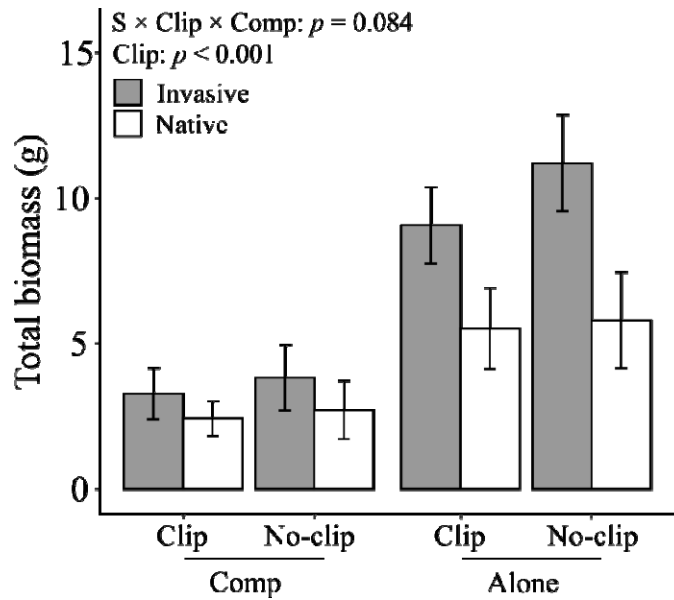 S × Clip × Comp: p = 0.084
Clip: p < 0.001
Invasive
Native
Total biomass (g)
15
10
5
0
Clip No-clip Clip No-clip
Comp Alone